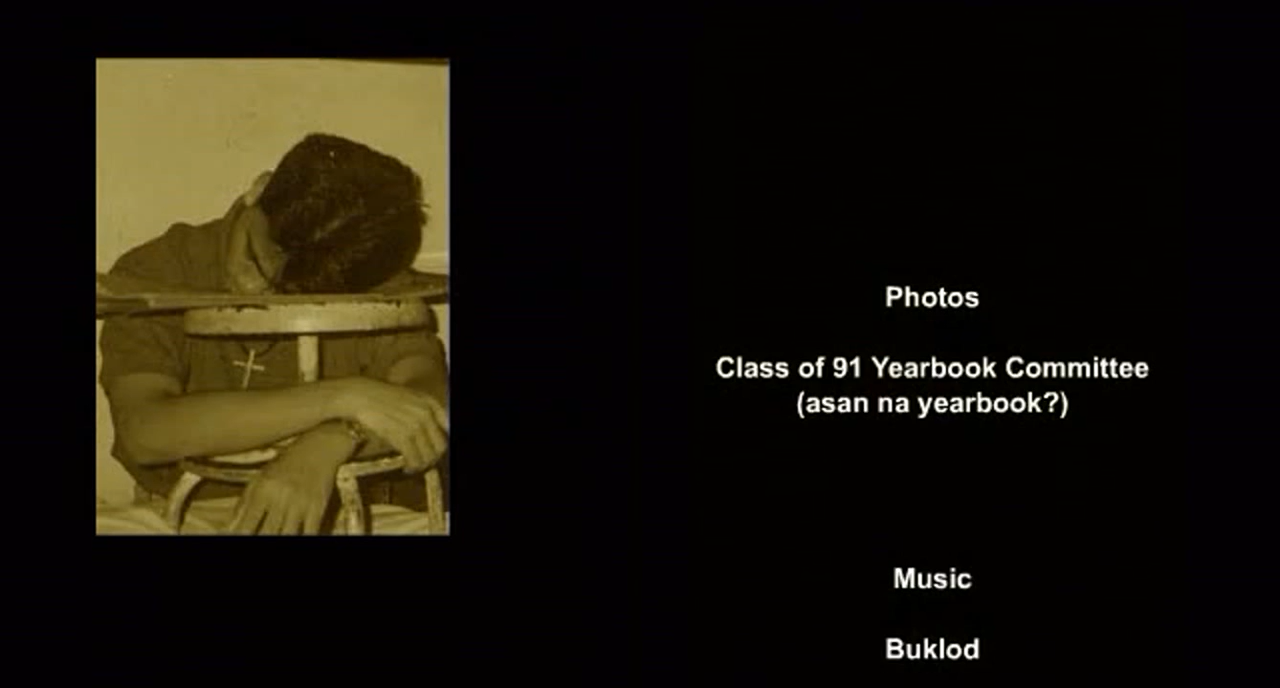 Photos
Class of 91 Yearbook Committee
(asan na yearbook?)
Music
Buklod